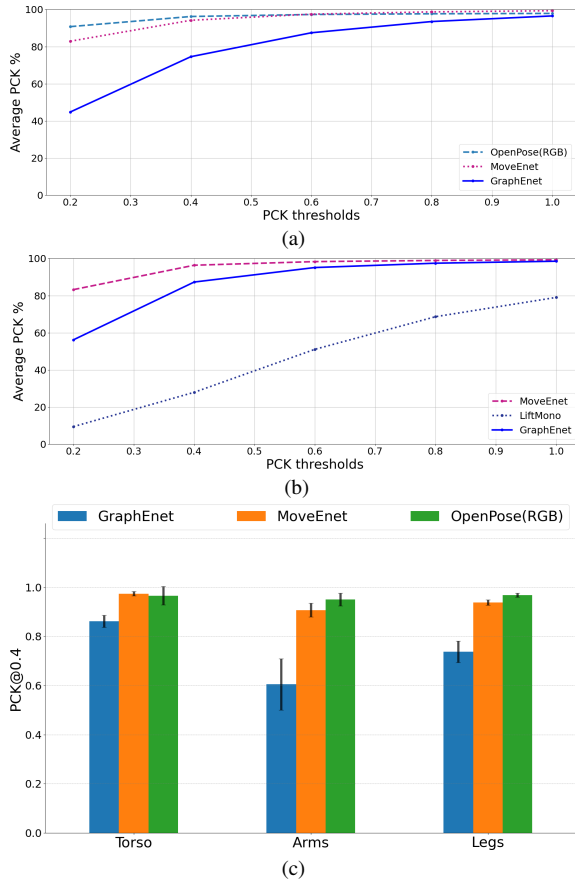 100
80
60
40
20
0
Average PCK %
OpenPose(RGB)
MoveEnet
GraphEnet
0.2 0.3 0.4 0.5 0.6 0.7 0.8 0.9 1.0
PCK thresholds
(a)
100
80
60
40
20
0
Average PCK %
MoveEnet
LiftMono
GraphEnet
0.2 0.3 0.4 0.5 0.6 0.7 0.8 0.9 1.0
PCK thresholds
(b)
GraphEnet MoveEnet OpenPose(RGB)
1.0
0.8
0.6
0.4
0.2
0.0
PCK@0.4
Torso Arms Legs
(c)